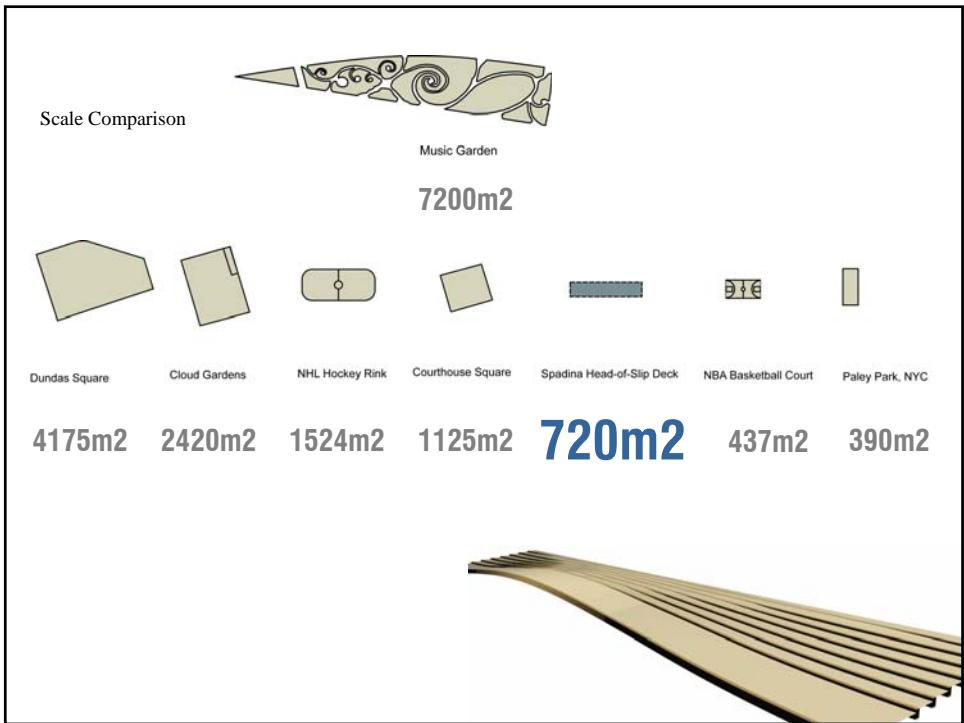 Scale Comparison
Music Garden
7200m2
Dundas Square
Cloud Gardens
NHL Hockey Rink
Courthouse Square
Spadina Head-of-Slip Deck
NBA Basketball Court
Paley Park, NYC
4175m2
2420m2
1524m2
1125m2
720m2
437m2
390m2